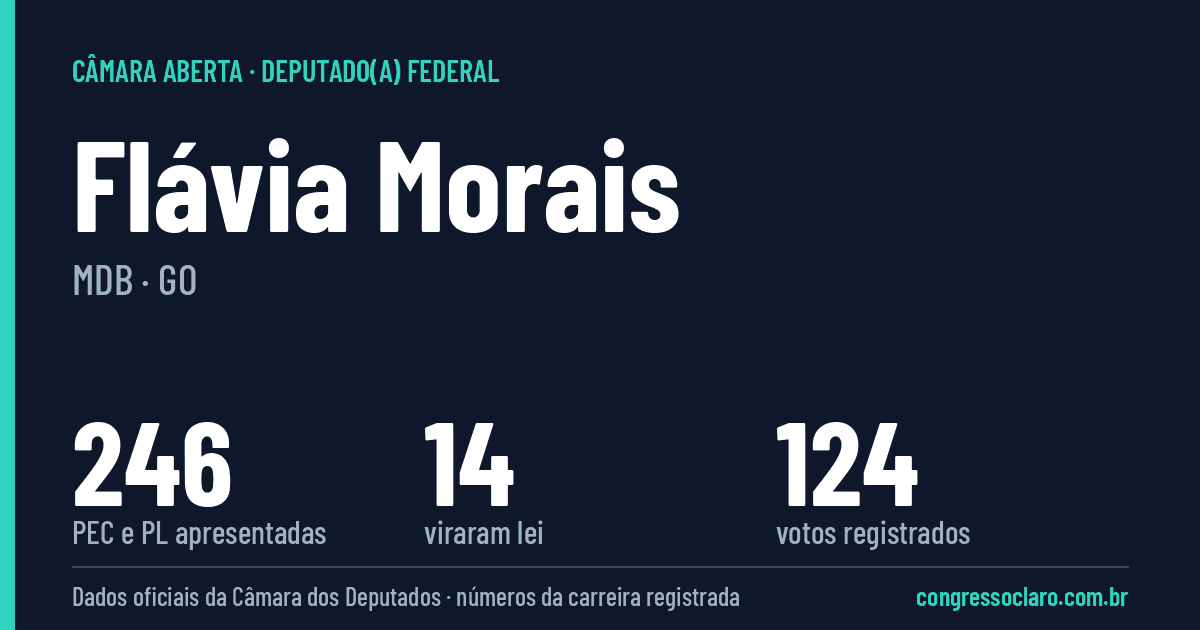 CÂMARA ABERTA · DEPUTADO(A) FEDERAL
Flávia Morais
MDB · GO
246 14 124
PEC e PL apresentadas viraram lei votos registrados
Dados oficiais da Câmara dos Deputados · números da carreira registrada congressoclaro.com.br